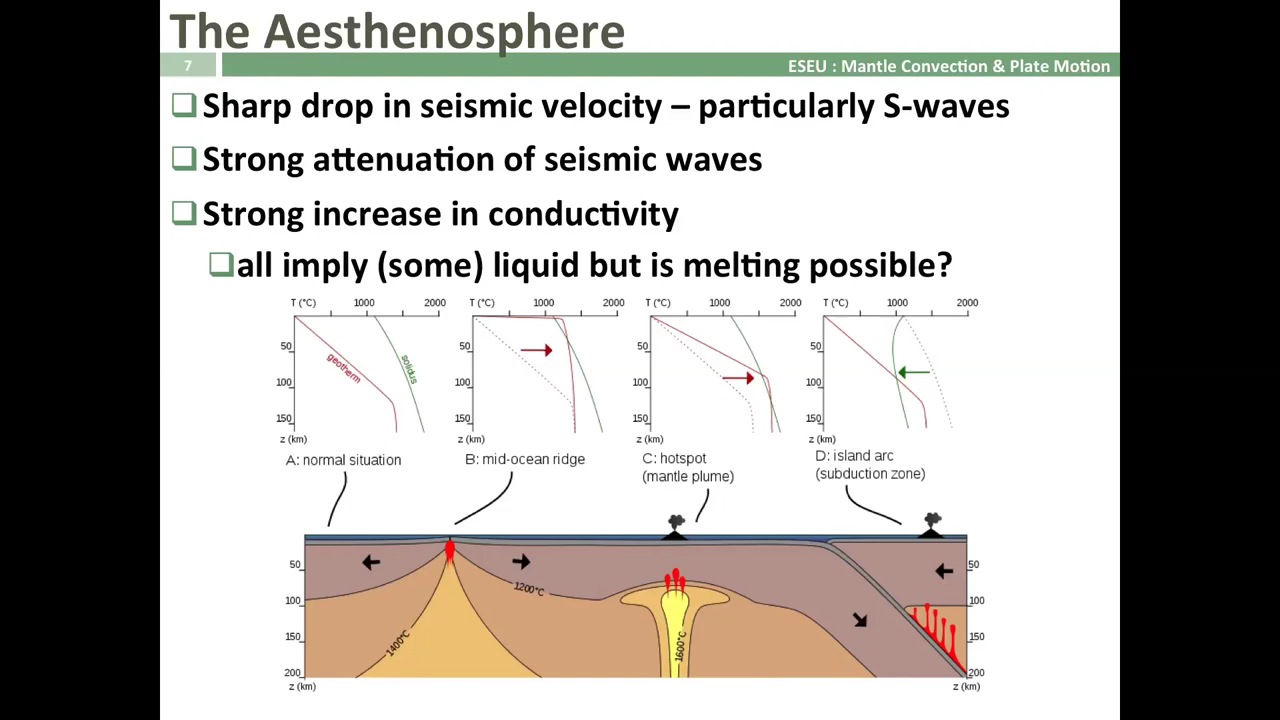 The Aesthenosphere
7
ESEU : Mantle Convection & Plate Motion
Sharp drop in seismic velocity – particularly S-waves
Strong attenuation of seismic waves
Strong increase in conductivity
all imply (some) liquid but is melting possible?
T (°C) 1000 2000
50
100
150
z (km)
geotherm
solidus
A: normal situation
T (°C) 1000 2000
50
100
150
z (km)
B: mid-ocean ridge
T (°C) 1000 2000
50
100
150
z (km)
C: hotspot
(mantle plume)
T (°C) 1000 2000
50
100
150
z (km)
D: island arc
(subduction zone)
50
100
150
200
z (km)
1200°C
1400°C
1600°C
50
100
150
200
z (km)